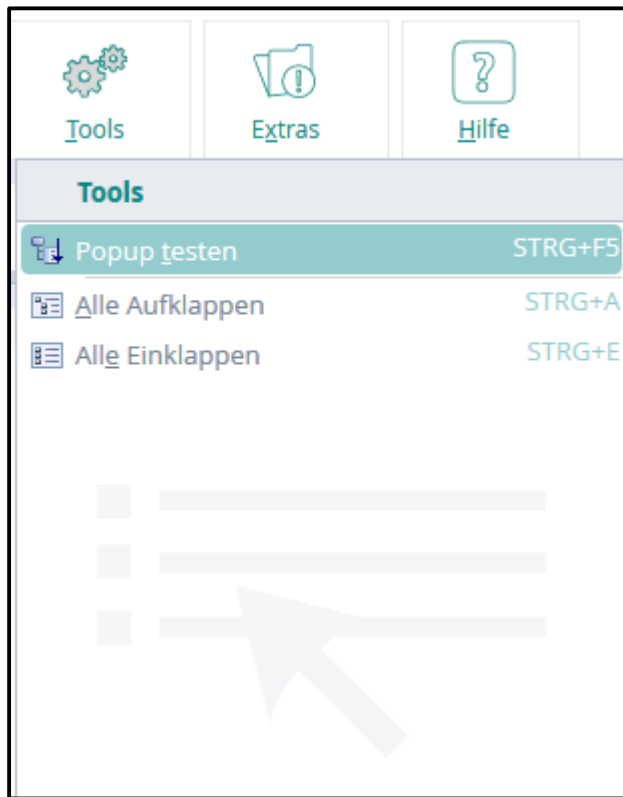 Tools
Extras
Hilfe
Tools
Popup testen STRG+F5
Alle Aufklappen STRG+A
Alle Einklappen STRG+E